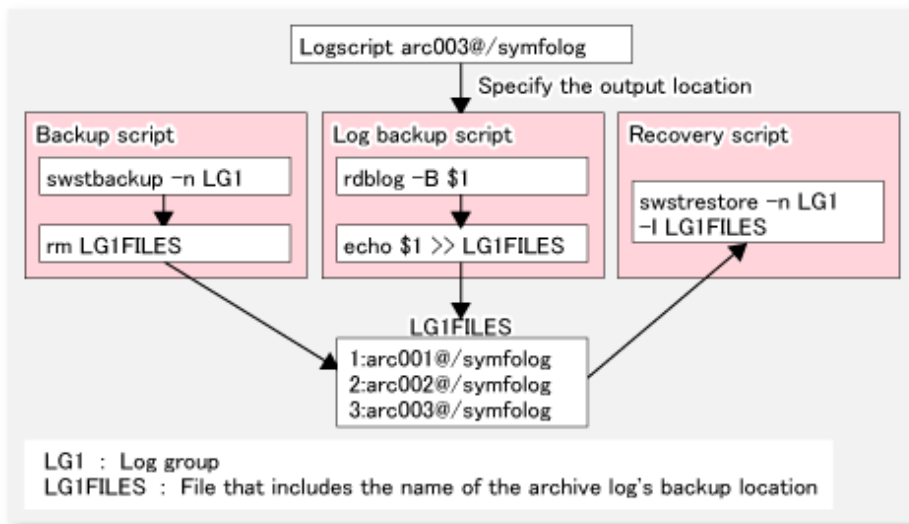 Logscript arc003@/symfolog
Specify the output location
Backup script
swstbackup -n LG1
rm LG1FILES
Log backup script
rdblog -B $1
echo $1 >> LG1FILES
Recovery script
swstrestore -n LG1
-l LG1FILES
LG1FILES
1:arc001@/symfolog
2:arc002@/symfolog
3:arc003@/symfolog
LG1 : Log group
LG1FILES : File that includes the name of the archive log's backup location